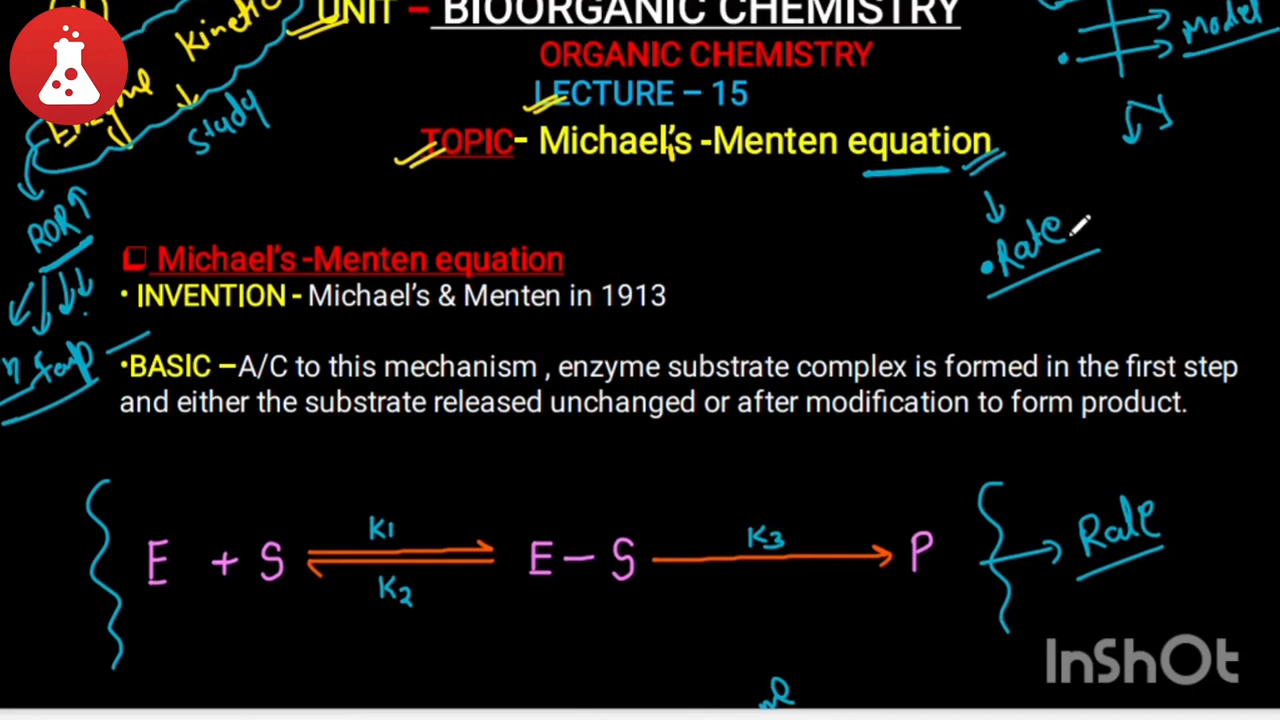 UNIT – BIOORGANIC CHEMISTRY
Enzyme Kinetic
Study
Model
ORGANIC CHEMISTRY
LECTURE – 15
TOPIC- Michael's -Menten equation
ROR↑
• Rate
❑ Michael's -Menten equation
• INVENTION - Michael's & Menten in 1913
•BASIC –A/C to this mechanism , enzyme substrate complex is formed in the first step
and either the substrate released unchanged or after modification to form product.
K1
K2
K3
E + S ⇌ E – S → P
Rate
InShOt